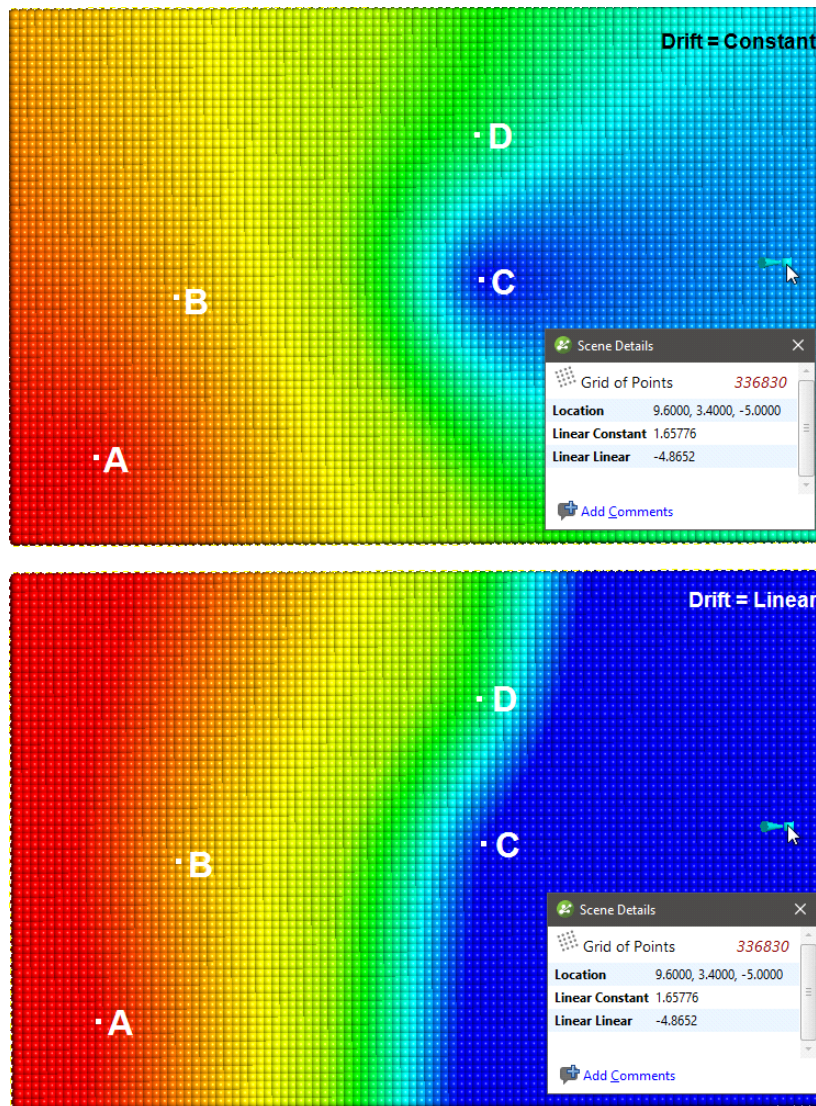 Drift = Constant
D
B
C
A
Scene Details
Grid of Points 336830
Location 9.6000, 3.4000, -5.0000
Linear Constant 1.65776
Linear Linear -4.8652
Add Comments
Drift = Linear
D
B
C
A
Scene Details
Grid of Points 336830
Location 9.6000, 3.4000, -5.0000
Linear Constant 1.65776
Linear Linear -4.8652
Add Comments